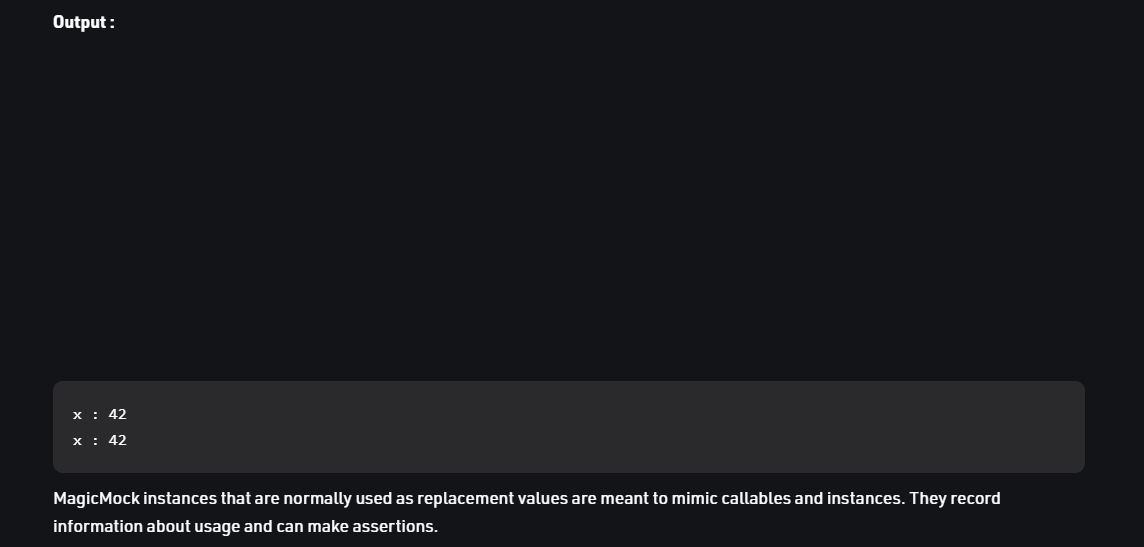 Output :
x : 42
x : 42
MagicMock instances that are normally used as replacement values are meant to mimic callables and instances. They record
information about usage and can make assertions.